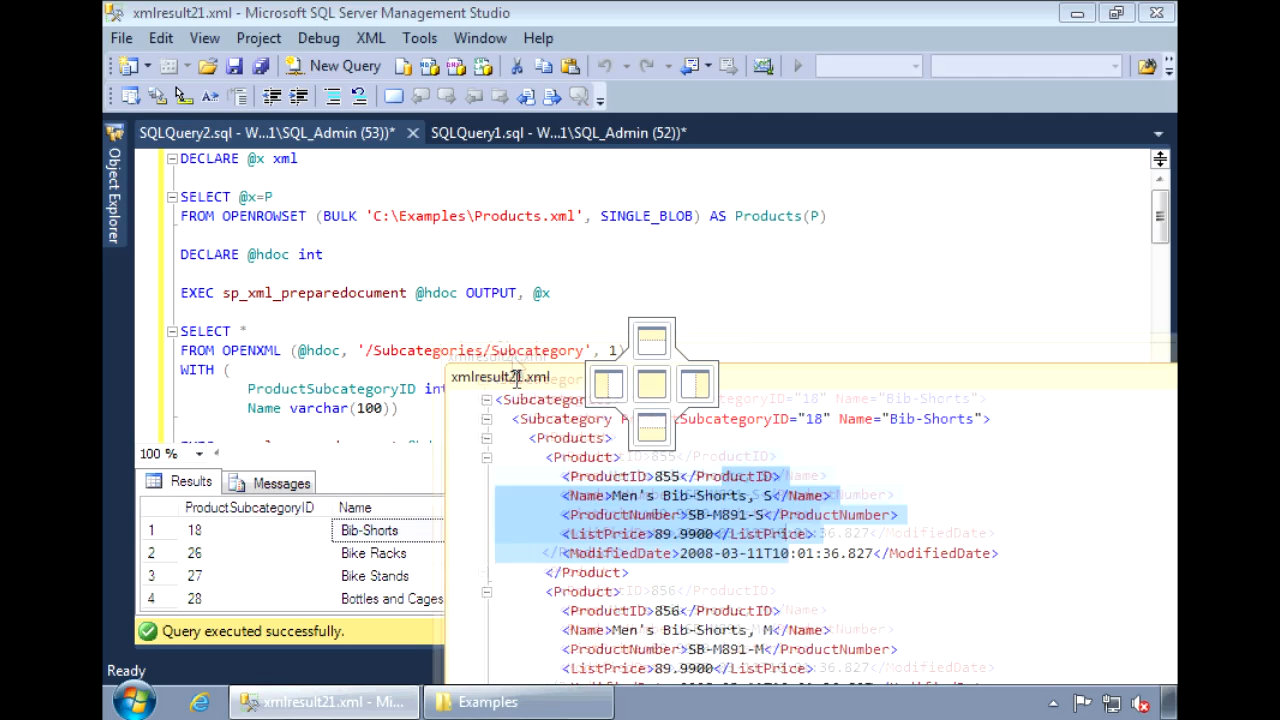 xmlresult21.xml - Microsoft SQL Server Management Studio
File Edit View Project Debug XML Tools Window Help
New Query
SQLQuery2.sql - W...1\SQL_Admin (53))* SQLQuery1.sql - W...1\SQL_Admin (52))*
Object Explorer
DECLARE @x xml
SELECT @x=P
FROM OPENROWSET (BULK 'C:\Examples\Products.xml', SINGLE_BLOB) AS Products(P)
DECLARE @hdoc int
EXEC sp_xml_preparedocument @hdoc OUTPUT, @x
SELECT *
FROM OPENXML (@hdoc, '/Subcategories/Subcategory', 1)
WITH (
ProductSubcategoryID int
Name varchar(100))
100 %
Results Messages
ProductSubcategoryID Name
1 18 Bib-Shorts
2 26 Bike Racks
3 27 Bike Stands
4 28 Bottles and Cages
Query executed successfully.
xmlresult21.xml
<Subcategory SubcategoryID="18" Name="Bib-Shorts">
<Products>
<Product>
<ProductID>855</ProductID>
<Name>Men's Bib-Shorts, S</Name>
<ProductNumber>SB-M891-S</ProductNumber>
<ListPrice>89.9900</ListPrice>
<ModifiedDate>2008-03-11T10:01:36.827</ModifiedDate>
</Product>
<Product>
<ProductID>856</ProductID>
<Name>Men's Bib-Shorts, M</Name>
<ProductNumber>SB-M891-M</ProductNumber>
<ListPrice>89.9900</ListPrice>
Ready
xmlresult21.xml - Mi... Examples